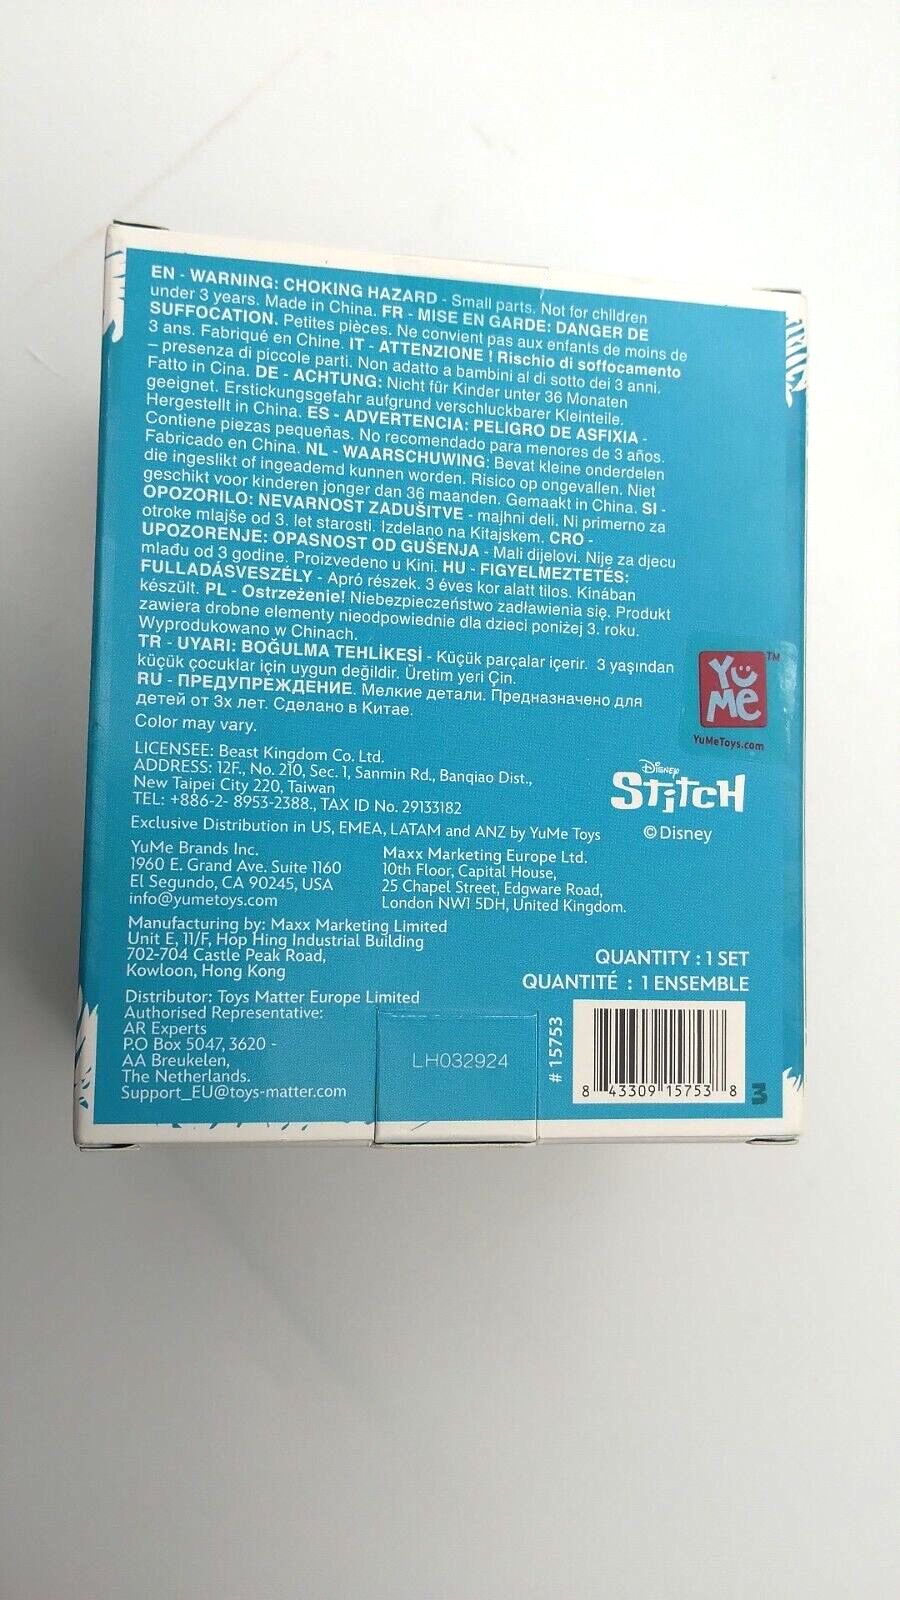 EN - WARNING: CHOKING HAZARD - Small parts. Not for children
under 3 years. Made in China. FR - MISE EN GARDE: DANGER DE
SUFFOCATION. Petites pièces. Ne convient pas aux enfants de moins de
3 ans. Fabriqué en Chine. IT - ATTENZIONE ! Rischio di soffocamento
– presenza di piccole parti. Non adatto a bambini al di sotto dei 3 anni.
Fatto in Cina. DE - ACHTUNG: Nicht für Kinder unter 36 Monaten
geeignet. Erstickungsgefahr aufgrund verschluckbarer Kleinteile.
Hergestellt in China. ES - ADVERTENCIA: PELIGRO DE ASFIXIA -
Contiene piezas pequeñas. No recomendado para menores de 3 años.
Fabricado en China. NL - WAARSCHUWING: Bevat kleine onderdelen
die ingeslikt of ingeademd kunnen worden. Risico op ongevallen. Niet
geschikt voor kinderen jonger dan 36 maanden. Gemaakt in China. SI -
OPOZORILO: NEVARNOST ZADUŠITVE - majhni deli. Ni primerno za
otroke mlajše od 3. let starosti. Izdelano na Kitajskem. CRO -
UPOZORENJE: OPASNOST OD GUŠENJA - Mali dijelovi. Nije za djecu
mlađu od 3 godine. Proizvedeno u Kini. HU - FIGYELMEZTETÉS:
FULLADÁSVESZÉLY - Apró részek. 3 éves kor alatt tilos. Kinában
készült. PL - Ostrzeżenie! Niebezpieczeństwo zadławienia się. Produkt
zawiera drobne elementy nieodpowiednie dla dzieci poniżej 3. roku.
Wyprodukowano w Chinach.
TR - UYARI: BOĞULMA TEHLİKESİ - Küçük parçalar içerir. 3 yaşından
küçük çocuklar için uygun değildir. Üretim yeri Çin.
RU - ПРЕДУПРЕЖДЕНИЕ. Мелкие детали. Предназначено для
детей от 3х лет. Сделано в Китае.
Color may vary.
YuMe TM
YuMeToys.com
LICENSEE: Beast Kingdom Co. Ltd.
ADDRESS: 12F., No. 210, Sec. 1, Sanmin Rd., Banqiao Dist.,
New Taipei City 220, Taiwan
TEL: +886-2- 8953-2388., TAX ID No. 29133182
Disney
Stitch
©Disney
Exclusive Distribution in US, EMEA, LATAM and ANZ by YuMe Toys
YuMe Brands Inc.
1960 E. Grand Ave. Suite 1160
El Segundo, CA 90245, USA
info@yumetoys.com
Maxx Marketing Europe Ltd.
10th Floor, Capital House,
25 Chapel Street, Edgware Road,
London NW1 5DH, United Kingdom.
Manufacturing by: Maxx Marketing Limited
Unit E, 11/F, Hop Hing Industrial Building
702-704 Castle Peak Road,
Kowloon, Hong Kong
QUANTITY : 1 SET
QUANTITÉ : 1 ENSEMBLE
Distributor: Toys Matter Europe Limited
Authorised Representative:
AR Experts
P.O Box 5047, 3620 -
AA Breukelen,
The Netherlands.
Support_EU@toys-matter.com
LH032924
# 15753
8 43309 15753 8
3